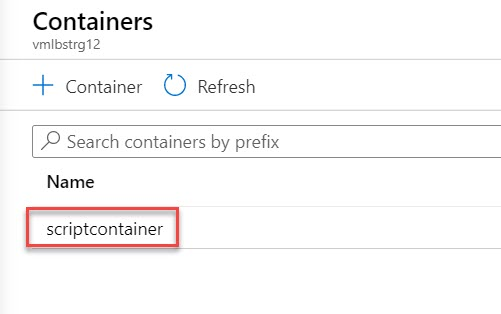 Containers
vmlbstrg12
+ Container Refresh
Search containers by prefix
Name
scriptcontainer